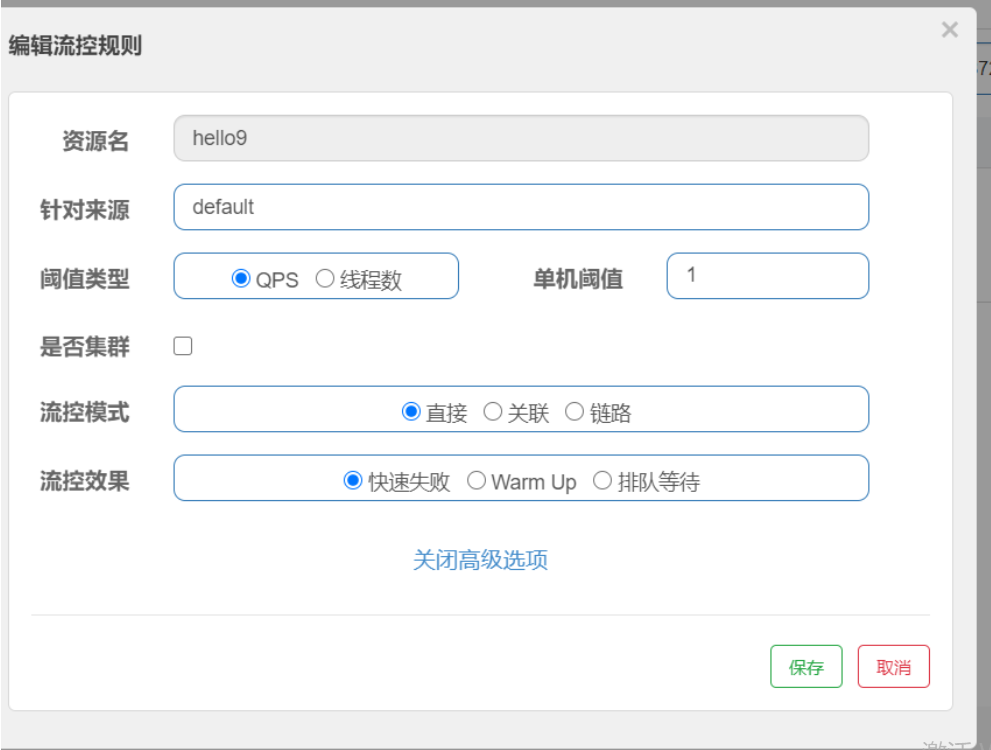 编辑流控规则
×
资源名 hello9
针对来源 default
阈值类型 QPS 线程数 单机阈值 1
是否集群
流控模式 直接 关联 链路
流控效果 快速失败 Warm Up 排队等待
关闭高级选项
保存 取消